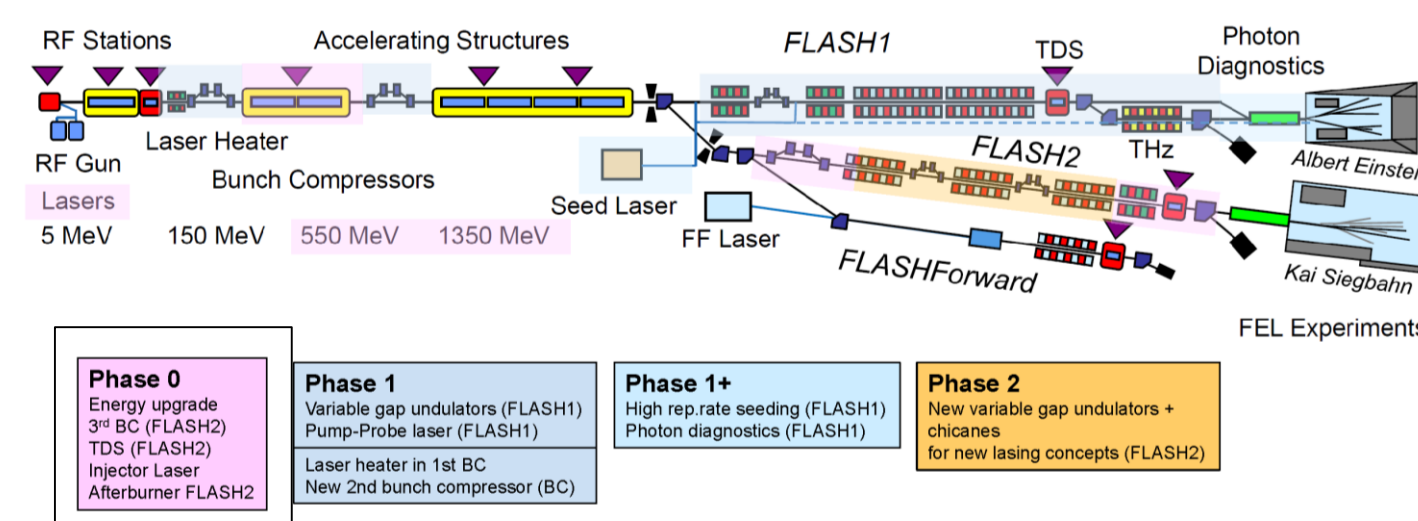 RF Stations
Accelerating Structures
FLASH1
TDS
Photon
Diagnostics
RF Gun
Laser Heater
Bunch Compressors
Lasers
5 MeV
150 MeV
550 MeV
1350 MeV
Seed Laser
FF Laser
FLASH2
THz
FLASHForward
Albert Einstei
Kai Siegbahn
FEL Experiments
Phase 0
Energy upgrade
3rd BC (FLASH2)
TDS (FLASH2)
Injector Laser
Afterburner FLASH2
Phase 1
Variable gap undulators (FLASH1)
Pump-Probe laser (FLASH1)
Laser heater in 1st BC
New 2nd bunch compressor (BC)
Phase 1+
High rep.rate seeding (FLASH1)
Photon diagnostics (FLASH1)
Phase 2
New variable gap undulators +
chicanes
for new lasing concepts (FLASH2)